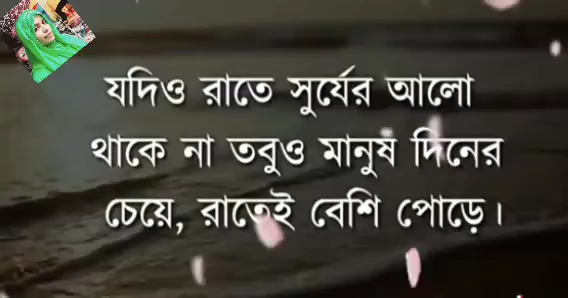 যদিও রাতে সুর্যের আলো
থাকে না তবুও মানুষ দিনের
চেয়ে, রাতেই বেশি পোড়ে।